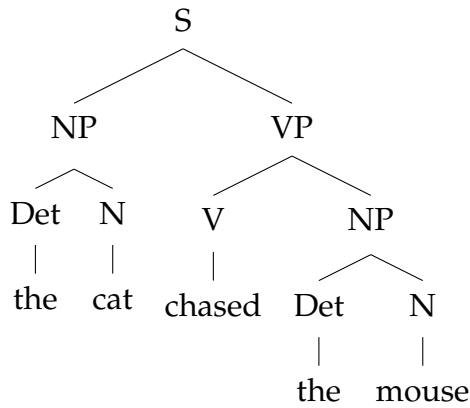 S
NP VP
Det N V NP
the cat chased Det N
the mouse